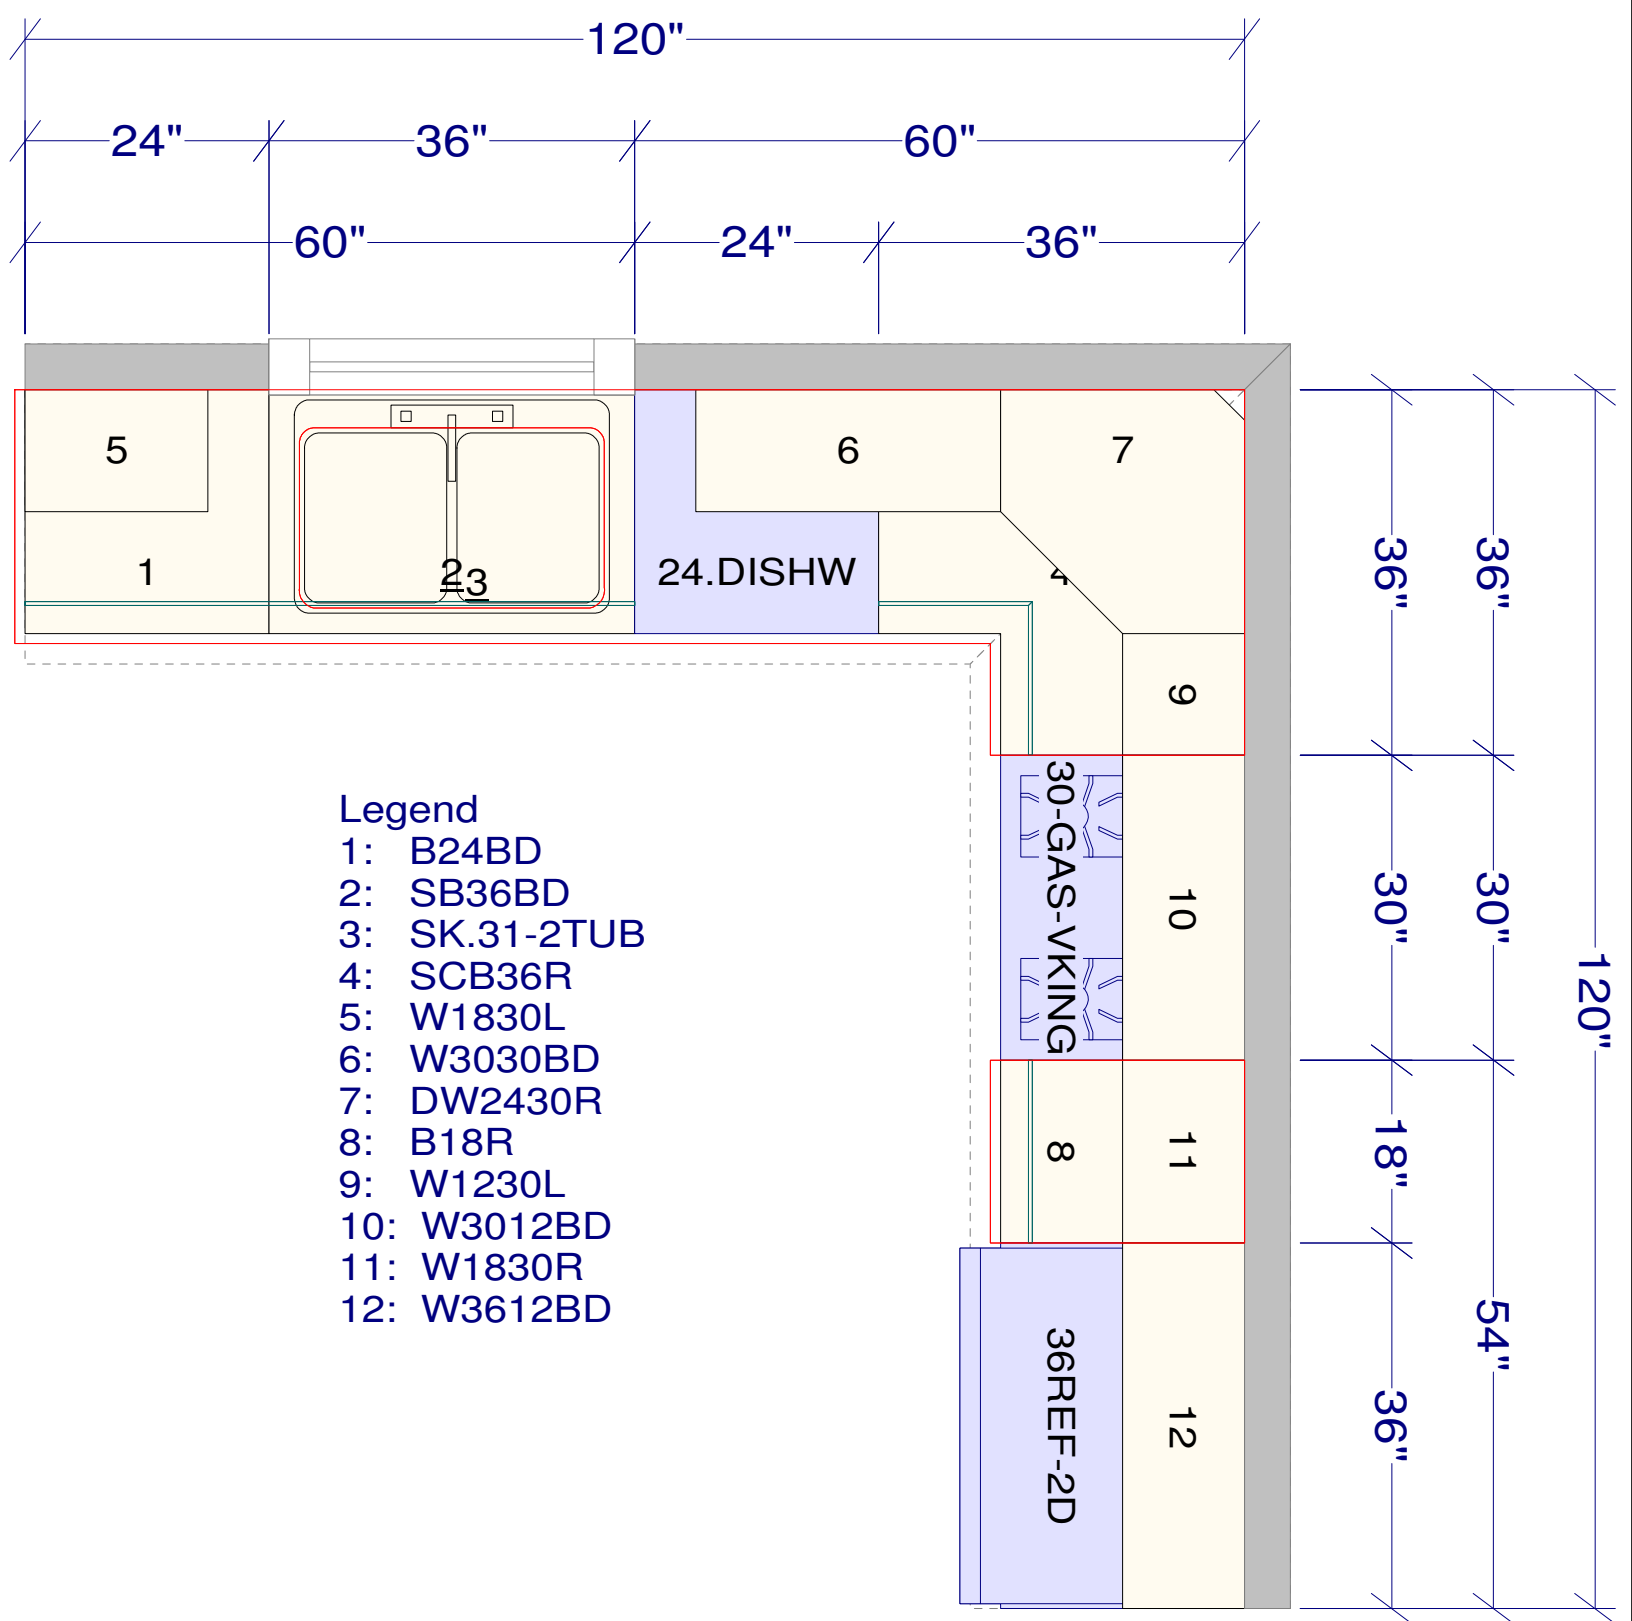 120"
24" 36" 60"
60" 24" 36"
5 6 7
1 2 3 24.DISHW 4
9
30-GAS-VKING 10
8 11
36REF-2D 12
36" 36"
30" 30"
120"
18"
54"
36"
Legend
1: B24BD
2: SB36BD
3: SK.31-2TUB
4: SCB36R
5: W1830L
6: W3030BD
7: DW2430R
8: B18R
9: W1230L
10: W3012BD
11: W1830R
12: W3612BD